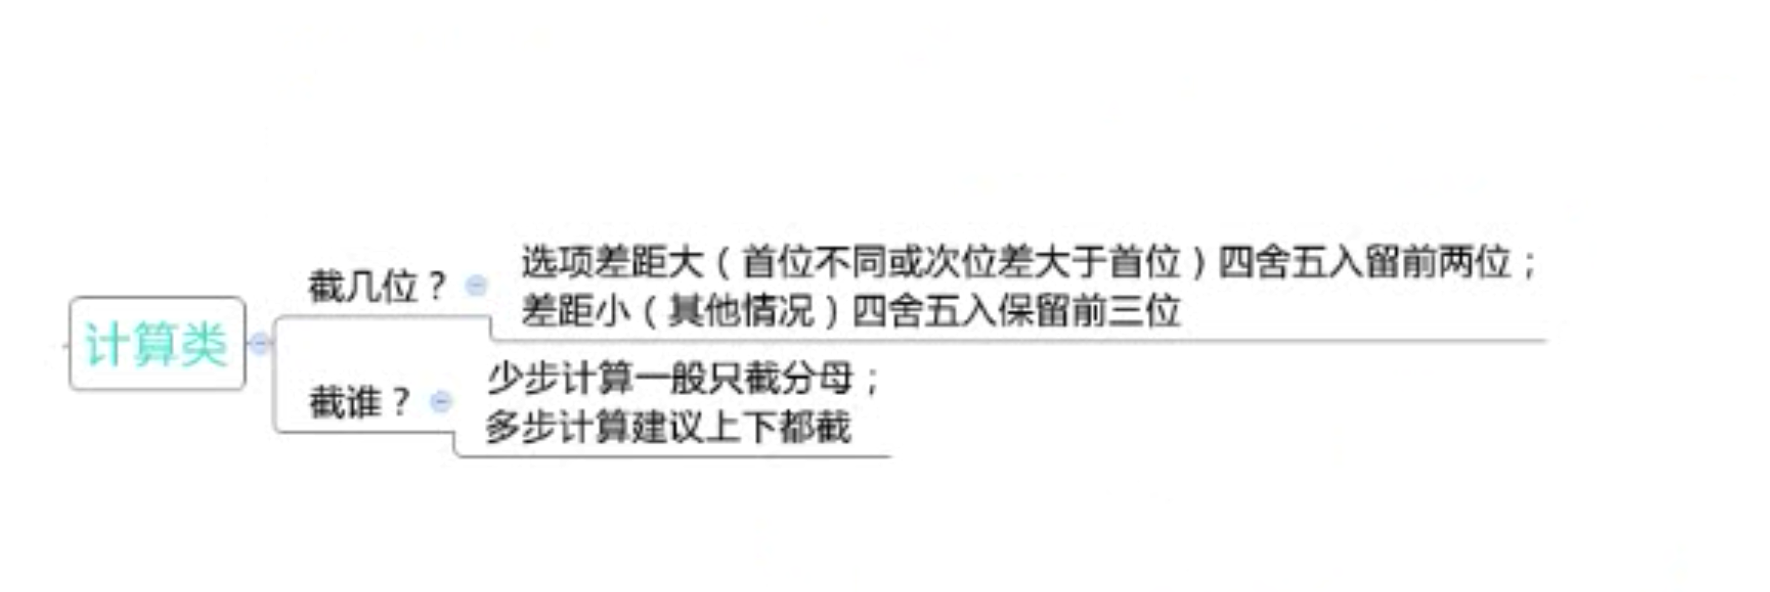 计算类
截几位？
选项差距大（首位不同或次位差大于首位）四舍五入留前两位；
差距小（其他情况）四舍五入保留前三位
截谁？
少步计算一般只截分母；
多步计算建议上下都截